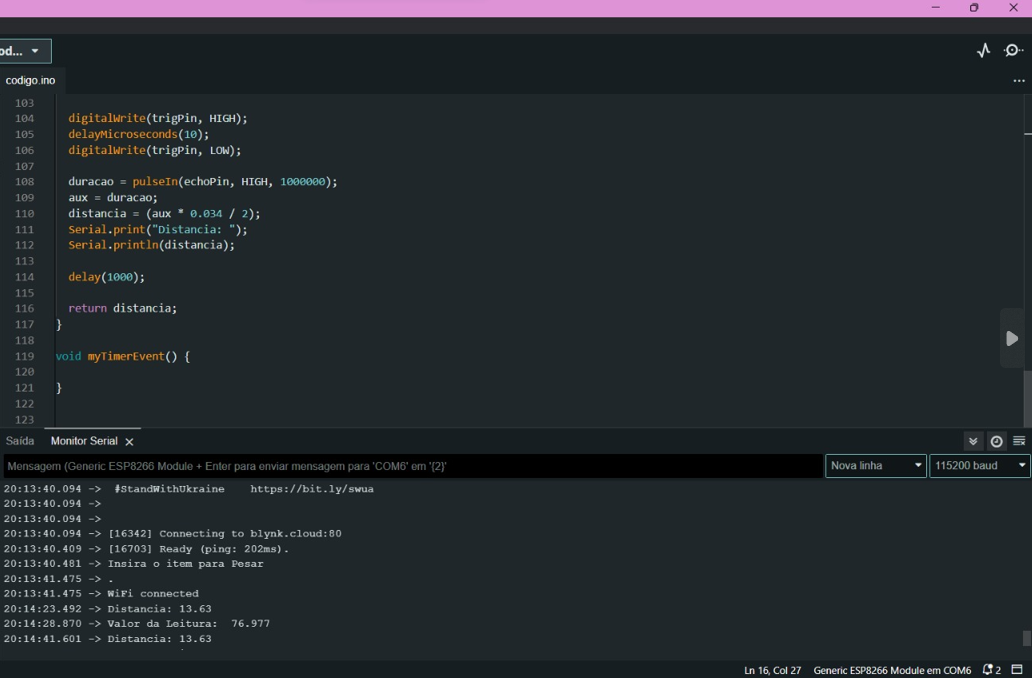 od...
codigo.ino
...
103
104 digitalWrite(trigPin, HIGH);
105 delayMicroseconds(10);
106 digitalWrite(trigPin, LOW);
107
108 duracao = pulseIn(echoPin, HIGH, 1000000);
109 aux = duracao;
110 distancia = (aux * 0.034 / 2);
111 Serial.print("Distancia: ");
112 Serial.println(distancia);
113
114 delay(1000);
115
116 return distancia;
117 }
118
119 void myTimerEvent() {
120
121 }
122
123
Saída Monitor Serial
Mensagem (Generic ESP8266 Module + Enter para enviar mensagem para 'COM6' em '{2}' Nova linha 115200 baud
20:13:40.094 -> #StandWithUkraine https://bit.ly/swua
20:13:40.094 ->
20:13:40.094 ->
20:13:40.094 -> [16342] Connecting to blynk.cloud:80
20:13:40.409 -> [16703] Ready (ping: 202ms).
20:13:40.481 -> Insira o item para Pesar
20:13:41.475 -> .
20:13:41.475 -> WiFi connected
20:14:23.492 -> Distancia: 13.63
20:14:28.870 -> Valor da Leitura: 76.977
20:14:41.601 -> Distancia: 13.63
Ln 16, Col 27 Generic ESP8266 Module em COM6 2